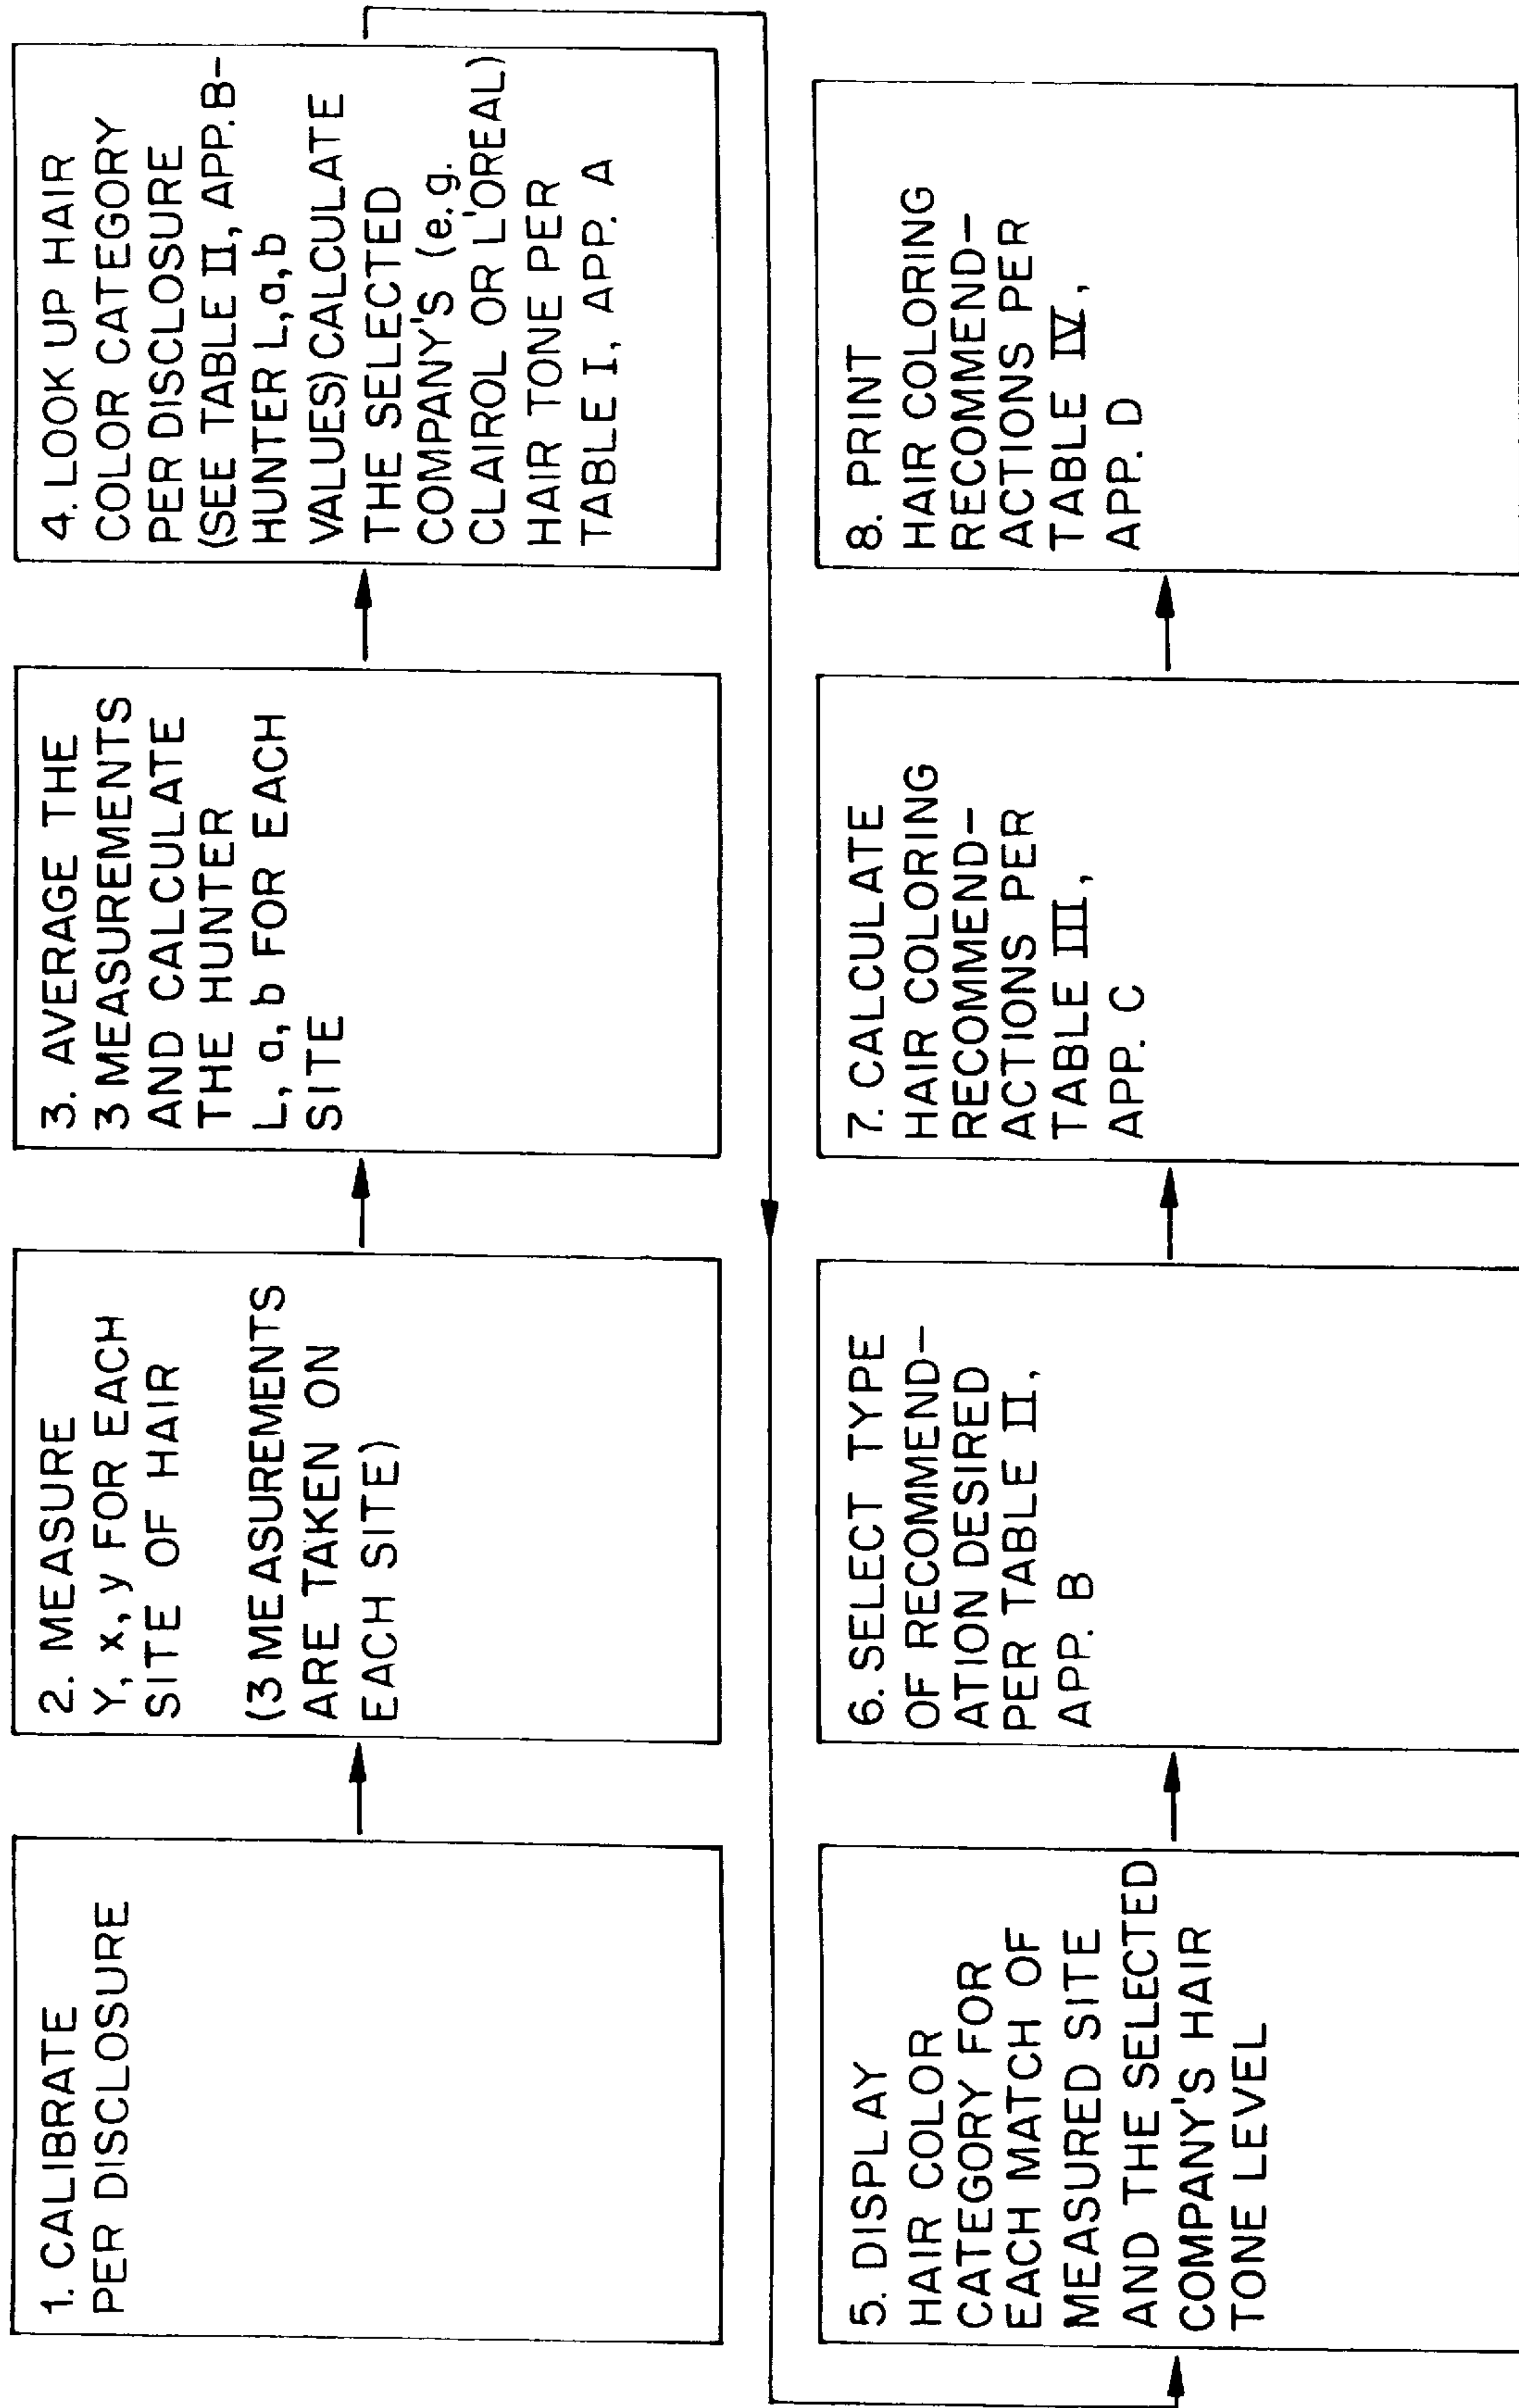 1. CALIBRATE
PER DISCLOSURE
2. MEASURE
Y, x, y FOR EACH
SITE OF HAIR
(3 MEASUREMENTS
ARE TAKEN ON
EACH SITE)
3. AVERAGE THE
3 MEASUREMENTS
AND CALCULATE
THE HUNTER
L, a, b FOR EACH
SITE
4. LOOK UP HAIR
COLOR CATEGORY
PER DISCLOSURE
(SEE TABLE II, APP. B-
HUNTER L, a, b
VALUES) CALCULATE
THE SELECTED
COMPANY'S (e.g.
CLAIROL OR L'OREAL)
HAIR TONE PER
TABLE I, APP. A
5. DISPLAY
HAIR COLOR
CATEGORY FOR
EACH MATCH OF
MEASURED SITE
AND THE SELECTED
COMPANY'S HAIR
TONE LEVEL
6. SELECT TYPE
OF RECOMMEND-
ATION DESIRED
PER TABLE II,
APP. B
7. CALCULATE
HAIR COLORING
RECOMMEND-
ACTIONS PER
TABLE III,
APP. C
8. PRINT
HAIR COLORING
RECOMMEND-
ACTIONS PER
TABLE IV,
APP. D